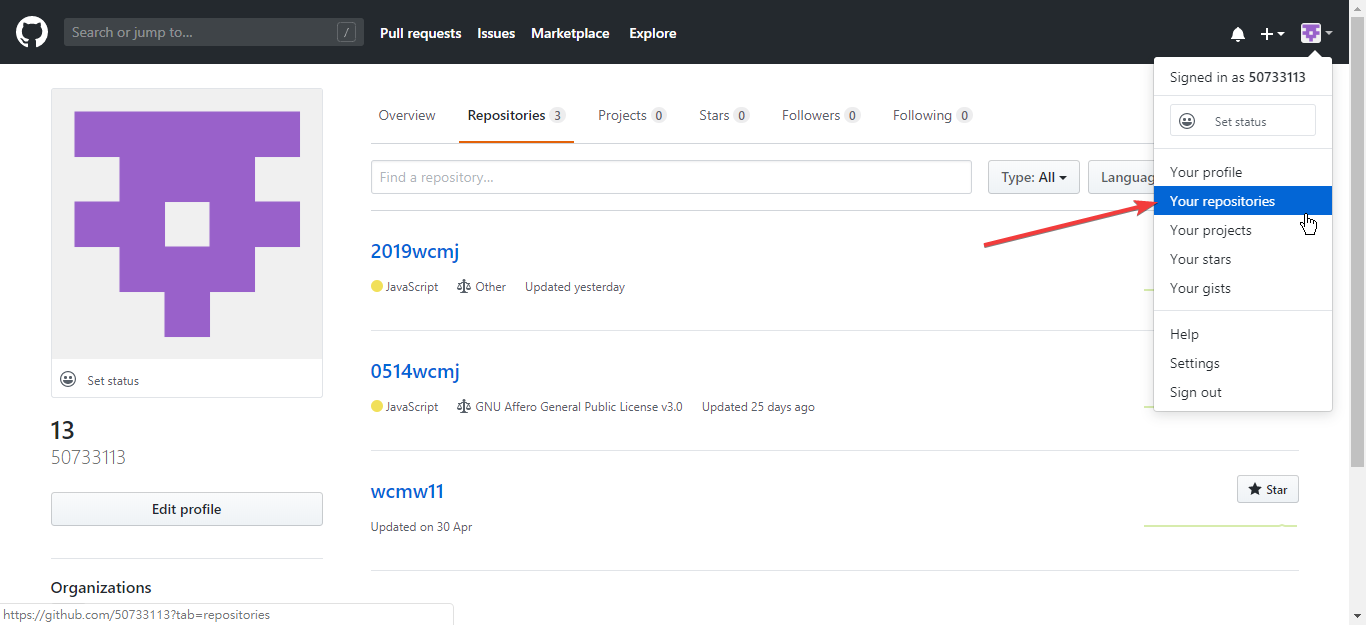 Search or jump to... /
Pull requests Issues Marketplace Explore
Signed in as 50733113
Set status
Your profile
Your repositories
Your projects
Your stars
Your gists
Help
Settings
Sign out
Overview Repositories 3 Projects 0 Stars 0 Followers 0 Following 0
Find a repository...
Type: All
Languag
2019wcmj
JavaScript Other Updated yesterday
0514wcmj
JavaScript GNU Affero General Public License v3.0 Updated 25 days ago
wcmw11
Star
Updated on 30 Apr
Set status
13
50733113
Edit profile
Organizations
https://github.com/50733113?tab=repositories